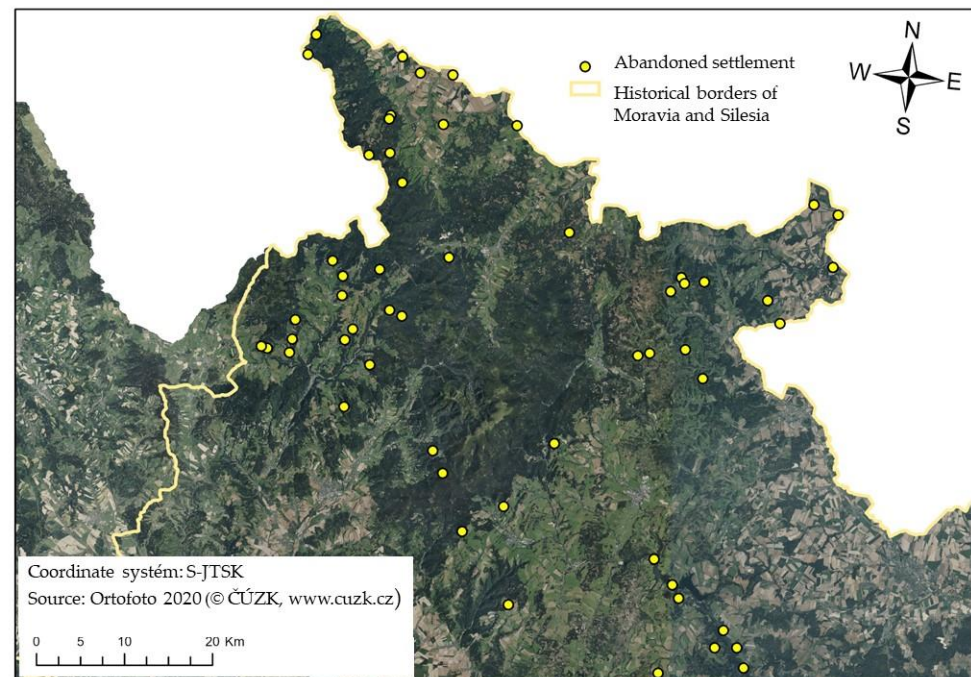 N
W E
S
Abandoned settlement
Historical borders of
Moravia and Silesia
Coordinate systém: S-JTSK
Source: Ortofoto 2020 (© ČÚZK, www.cuzk.cz)
0 5 10 20 Km